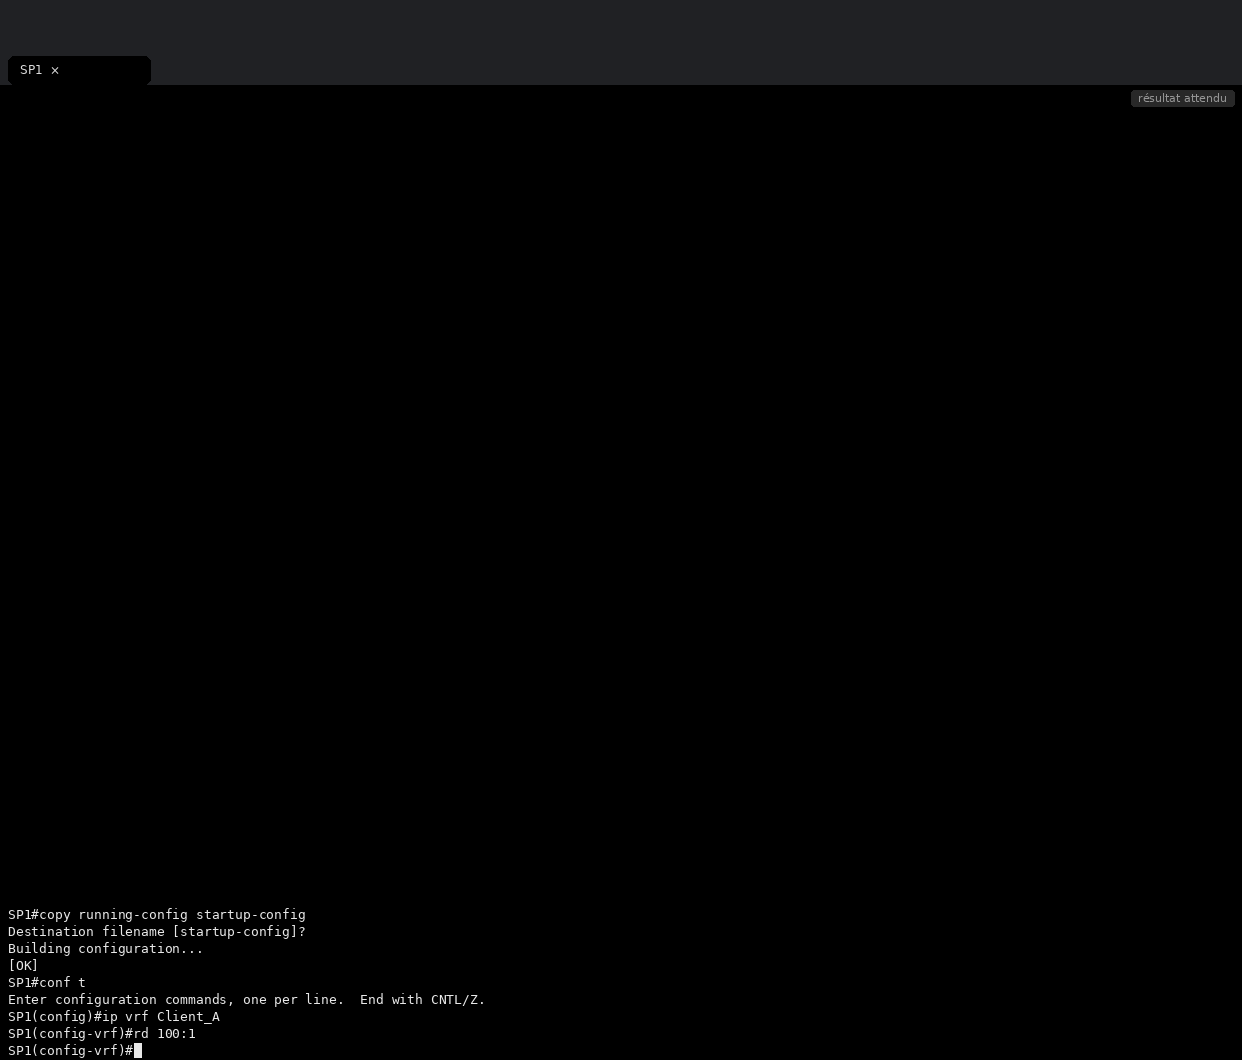 SP1 ×
résultat attendu
SP1#copy running-config startup-config
Destination filename [startup-config]?
Building configuration...
[OK]
SP1#conf t
Enter configuration commands, one per line.  End with CNTL/Z.
SP1(config)#ip vrf Client_A
SP1(config-vrf)#rd 100:1
SP1(config-vrf)#